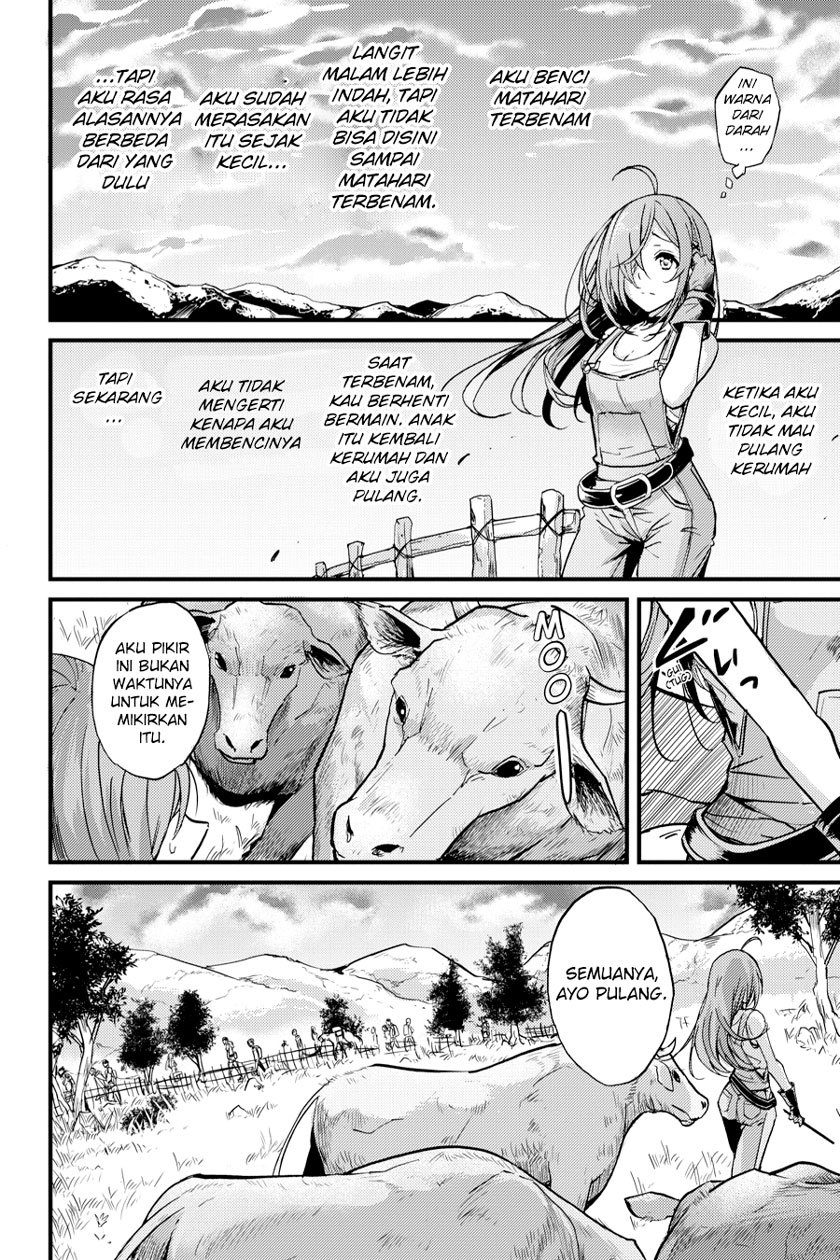 INI
WARNA
DARI
DARAH
...
AKU BENCI
MATAHARI
TERBENAM
LANGIT
MALAM LEBIH
INDAH, TAPI
AKU TIDAK
BISA DISINI
SAMPAI
MATAHARI
TERBENAM.
AKU SUDAH
MERASAKAN
ITU SEJAK
KECIL...
...TAPI
AKU RASA
ALASANNYA
BERBEDA
DARI YANG
DULU
KETIKA AKU
KECIL, AKU
TIDAK MAU
PULANG
KERUMAH
SAAT
TERBENAM,
KAU BERHENTI
BERMAIN. ANAK
ITU KEMBALI
KERUMAH DAN
AKU JUGA
PULANG.
AKU TIDAK
MENGERTI
KENAPA AKU
MEMBENCINYA
TAPI
SEKARANG
...
グイ
GUI
(TUG)
MOO
AKU PIKIR
INI BUKAN
WAKTUNYA
UNTUK ME-
MIKIRKAN
ITU.
SEMUANYA,
AYO PULANG.